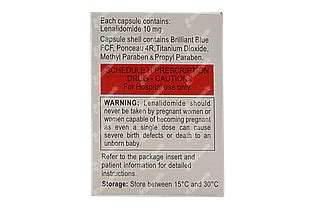 Each capsule contains:
Lenalidomide 10 mg
Capsule shell contains Brilliant Blue
FCF, Ponceau 4R, Titanium Dioxide,
Methyl Paraben & Propyl Paraben.
SCHEDULE H PRESCRIPTION
DRUG - CAUTION
For Hospital use only
WARNING: Lenalidomide should
never be taken by pregnant women or
women capable of becoming pregnant
as even a single dose can cause
severe birth defects or death to an
unborn baby.
Refer to the package insert and
patient information for detailed
instructions.
Storage: Store between 15°C and 30°C